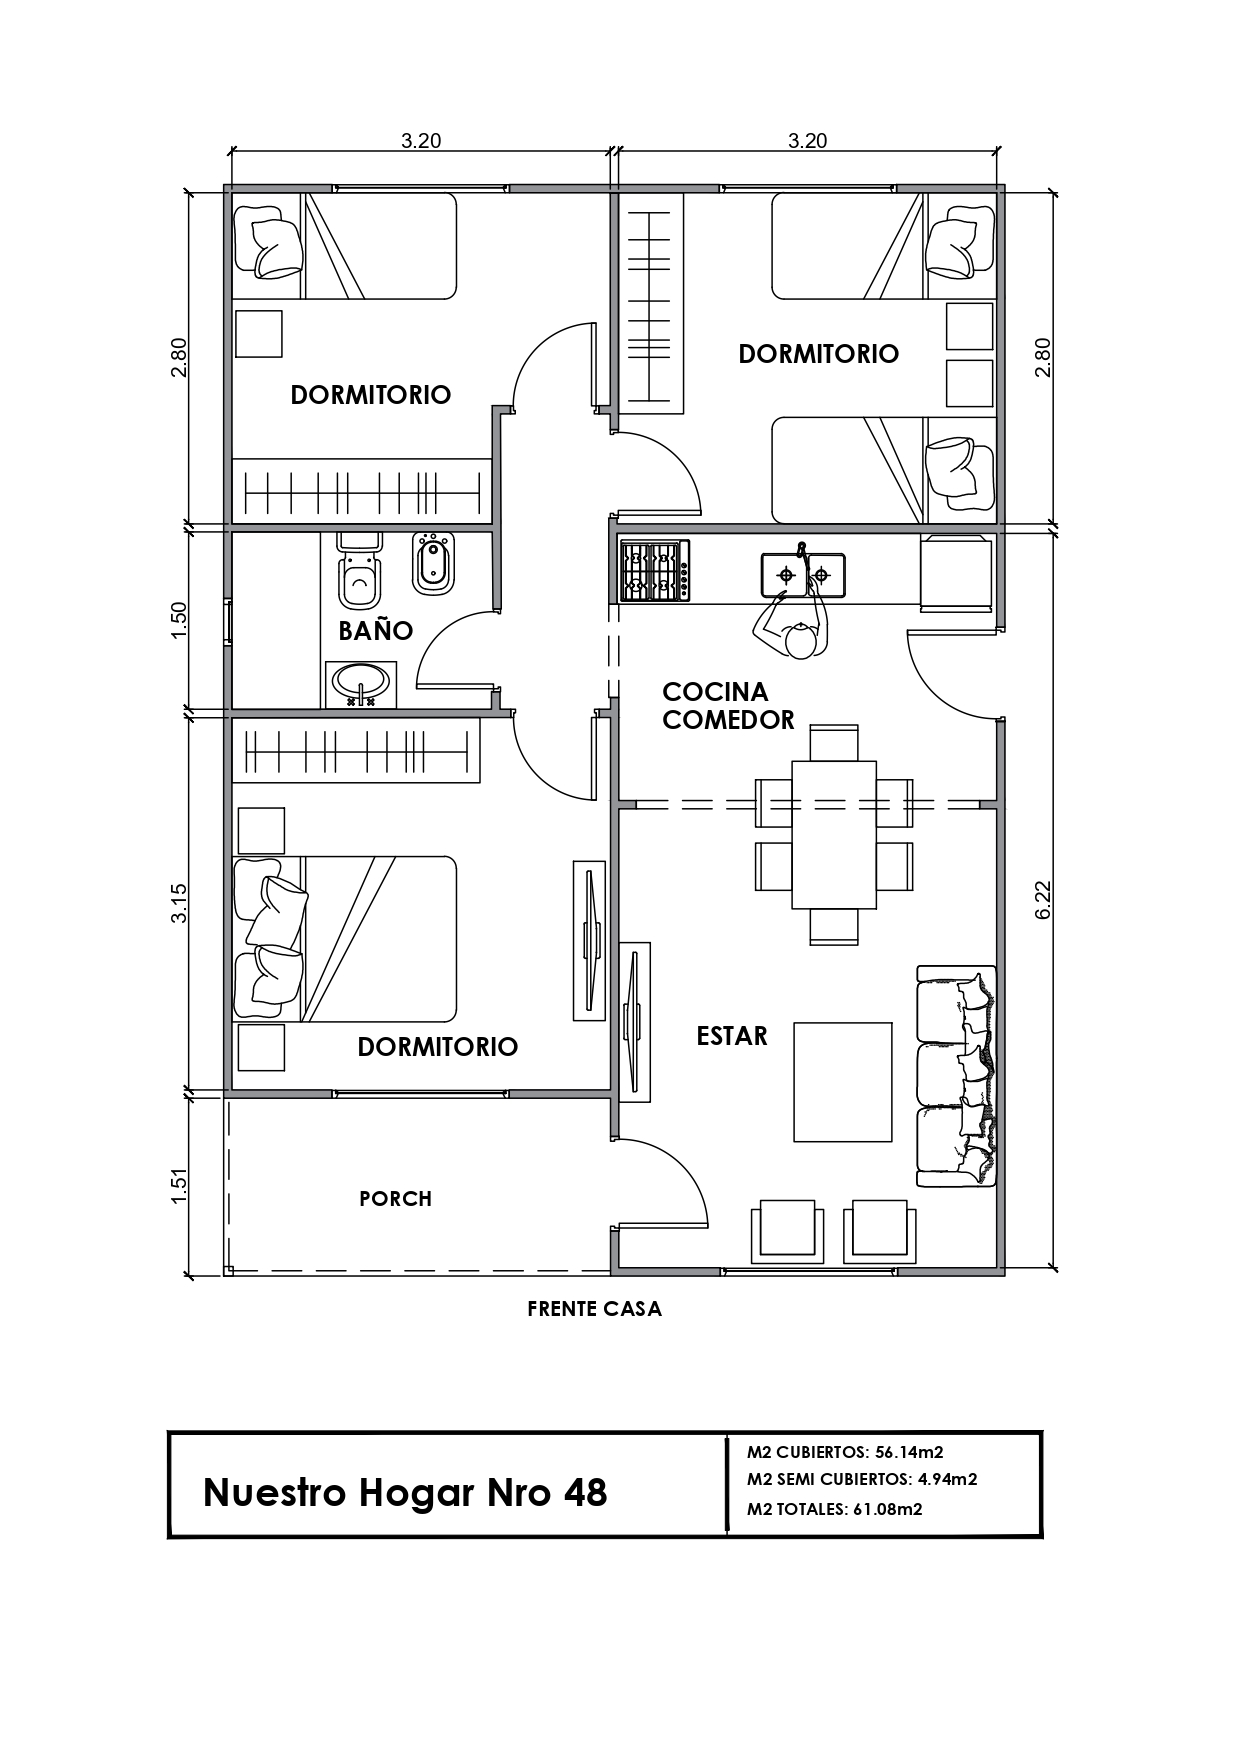 3.20
3.20
2.80
2.80
DORMITORIO
DORMITORIO
1.50
BAÑO
COCINA
COMEDOR
3.15
6.22
ESTAR
DORMITORIO
1.51
PORCH
FRENTE CASA
Nuestro Hogar Nro 48
M2 CUBIERTOS: 56.14m2
M2 SEMI CUBIERTOS: 4.94m2
M2 TOTALES: 61.08m2